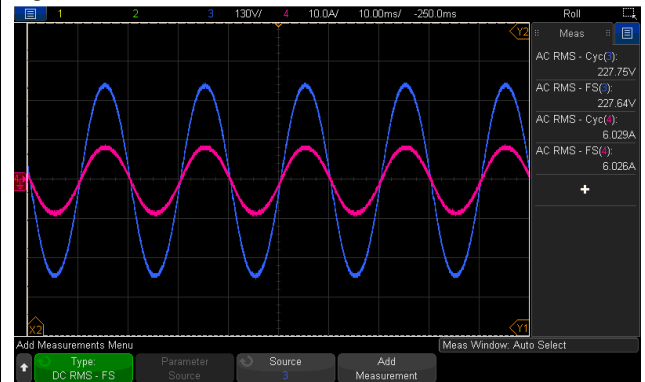 1 2 3 130V/ 4 10.0A/ 10.00ms/ -250.0ms Roll
Y2
Meas
AC RMS - Cyc(3):
227.75V
AC RMS - FS(3):
227.64V
AC RMS - Cyc(4):
6.029A
AC RMS - FS(4):
6.026A
+
X2 Y1
Add Measurements Menu Meas Window: Auto Select
Type: Parameter Source Add
DC RMS - FS Source 3 Measurement